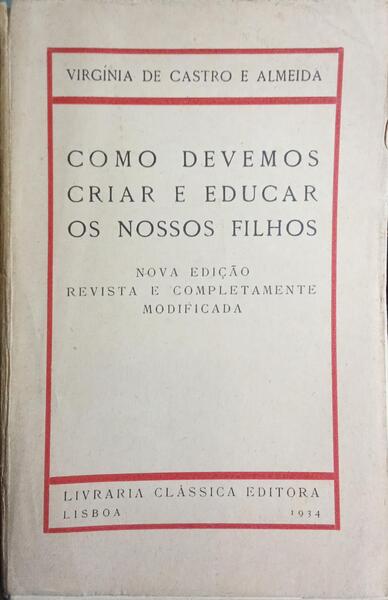 VIRGÍNIA DE CASTRO E ALMEIDA
COMO DEVEMOS
CRIAR E EDUCAR
OS NOSSOS FILHOS
NOVA EDIÇÃO
REVISTA E COMPLETAMENTE
MODIFICADA
LIVRARIA CLÁSSICA EDITORA
LISBOA 1934